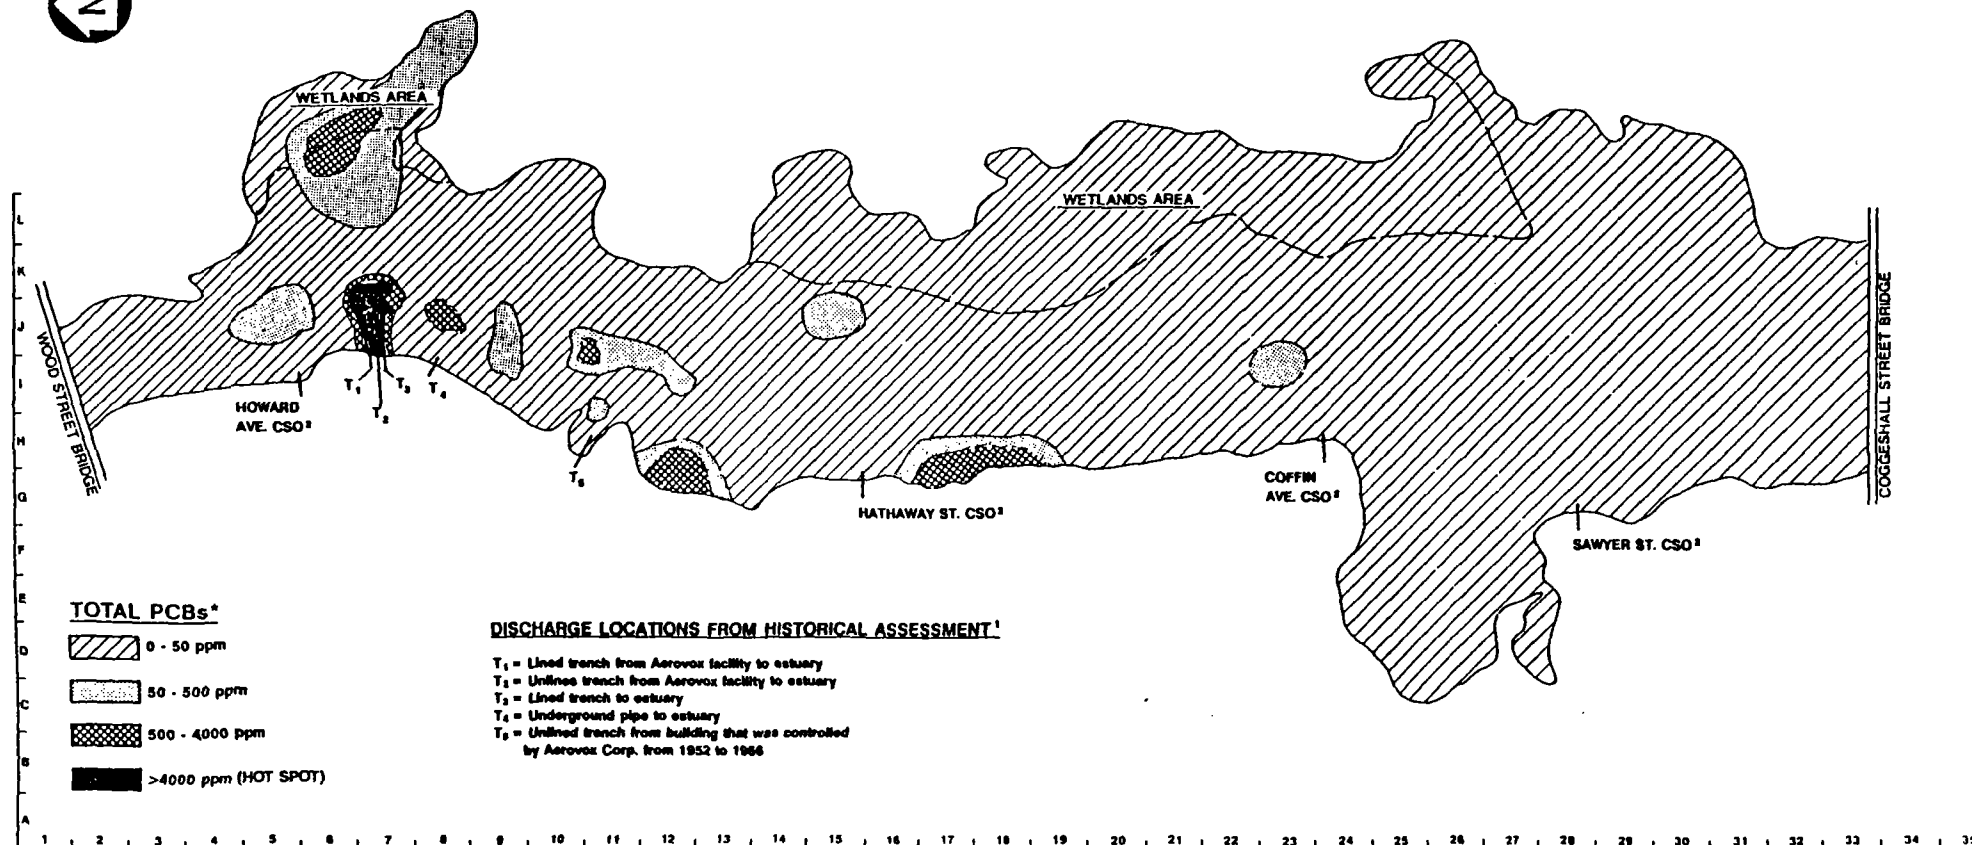 N
WETLANDS AREA
WETLANDS AREA
L
K
J
I
H
G
F
E
D
C
B
A
WOOD STREET BRIDGE
COGGESHALL STREET BRIDGE
T1
T2
T3
T4
T5
HOWARD
AVE. CSO²
HATHAWAY ST. CSO²
COFFIN
AVE. CSO²
SAWYER ST. CSO²
TOTAL PCBs*
0 - 50 ppm
50 - 500 ppm
500 - 4000 ppm
>4000 ppm (HOT SPOT)
DISCHARGE LOCATIONS FROM HISTORICAL ASSESSMENT¹
T1 = Lined trench from Aerovox facility to estuary
T2 = Unlines trench from Aerovox facility to estuary
T3 = Lined trench to estuary
T4 = Underground pipe to estuary
T5 = Unlined trench from building that was controlled
by Aerovox Corp. from 1952 to 1966
1 2 3 4 5 6 7 8 9 10 11 12 13 14 15 16 17 18 19 20 21 22 23 24 25 26 27 28 29 30 31 32 33 34 35